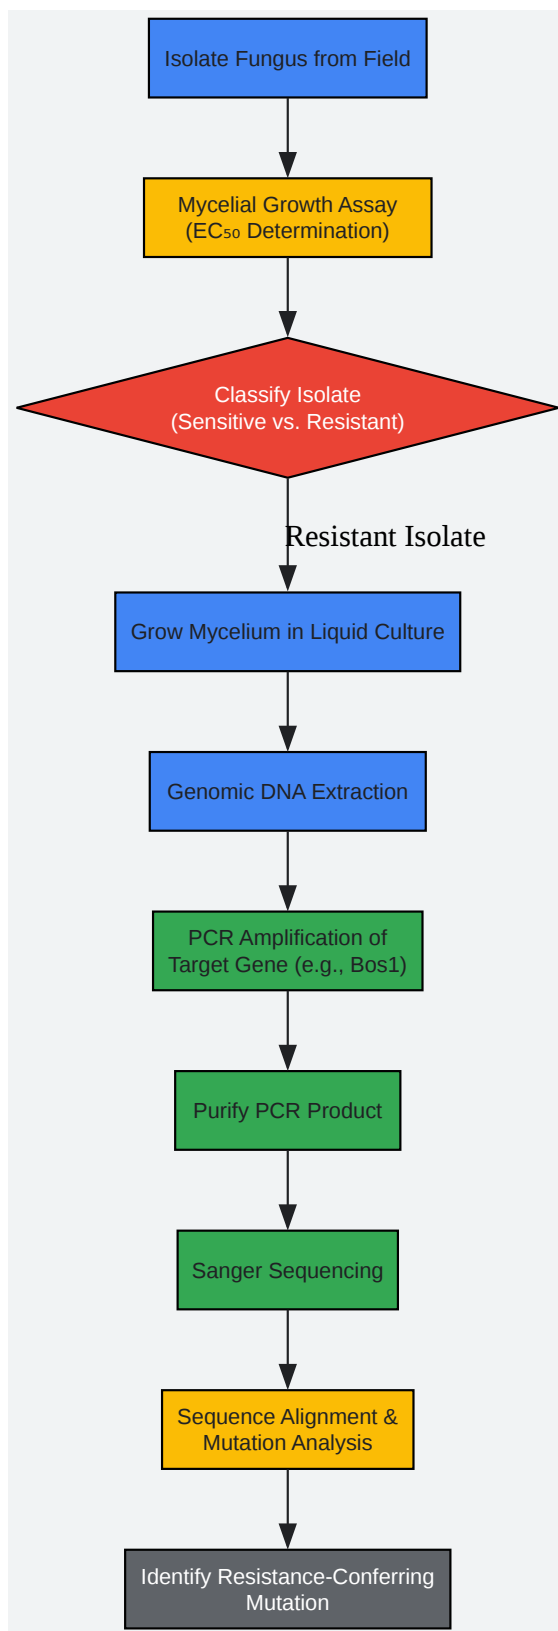 Isolate Fungus from Field
Mycelial Growth Assay
(EC₅₀ Determination)
Classify Isolate
(Sensitive vs. Resistant)
Resistant Isolate
Grow Mycelium in Liquid Culture
Genomic DNA Extraction
PCR Amplification of
Target Gene (e.g., Bos1)
Purify PCR Product
Sanger Sequencing
Sequence Alignment &
Mutation Analysis
Identify Resistance-Conferring
Mutation